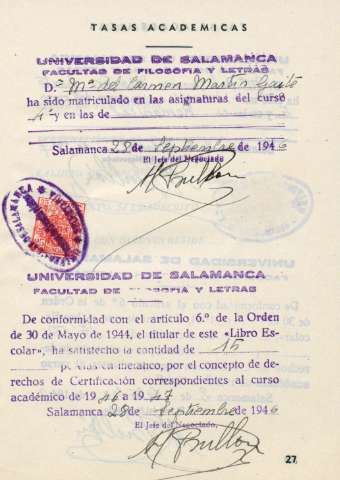 TASAS ACADEMICAS
UNIVERSIDAD DE SALAMANCA
FACULTAD DE FILOSOFIA Y LETRAS
D.ª Mª del Carmen Martín Gaite
ha sido matriculado en las asignaturas del curso
4º y en las de
Salamanca 28 de Septiembre de 1946
El Jefe del Negociado
UNIVERSIDAD DE SALAMANCA
FACULTAD DE FILOSOFIA Y LETRAS
De conformidad con el artículo 6.º de la Orden
de 30 de Mayo de 1944, el titular de este «Libro Es-
colar», ha satisfecho la cantidad de 15
pesetas en metálico, por el concepto de de-
rechos de Certificación correspondientes al curso
académico de 1946 a 1947
Salamanca 28 de Septiembre de 1946
El Jefe del Negociado,
27